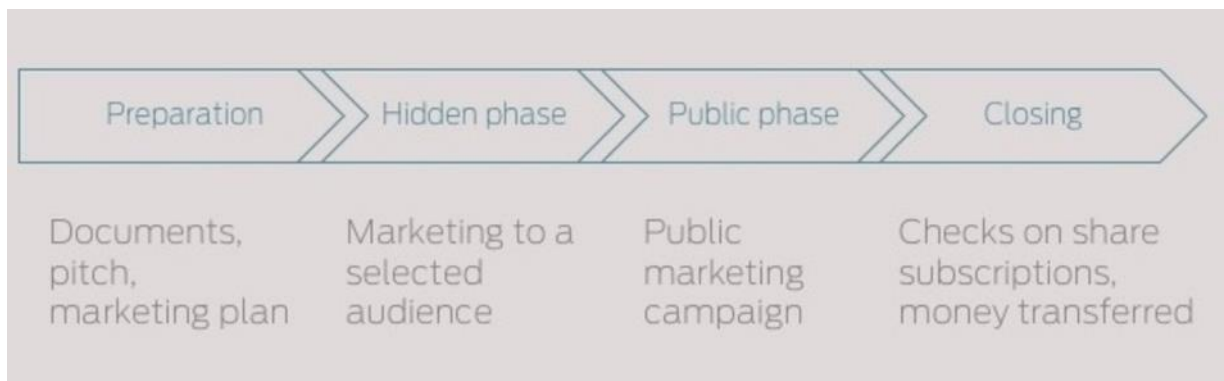 Preparation
Hidden phase
Public phase
Closing
Documents,
pitch,
marketing plan
Marketing to a
selected
audience
Public
marketing
campaign
Checks on share
subscriptions,
money transferred